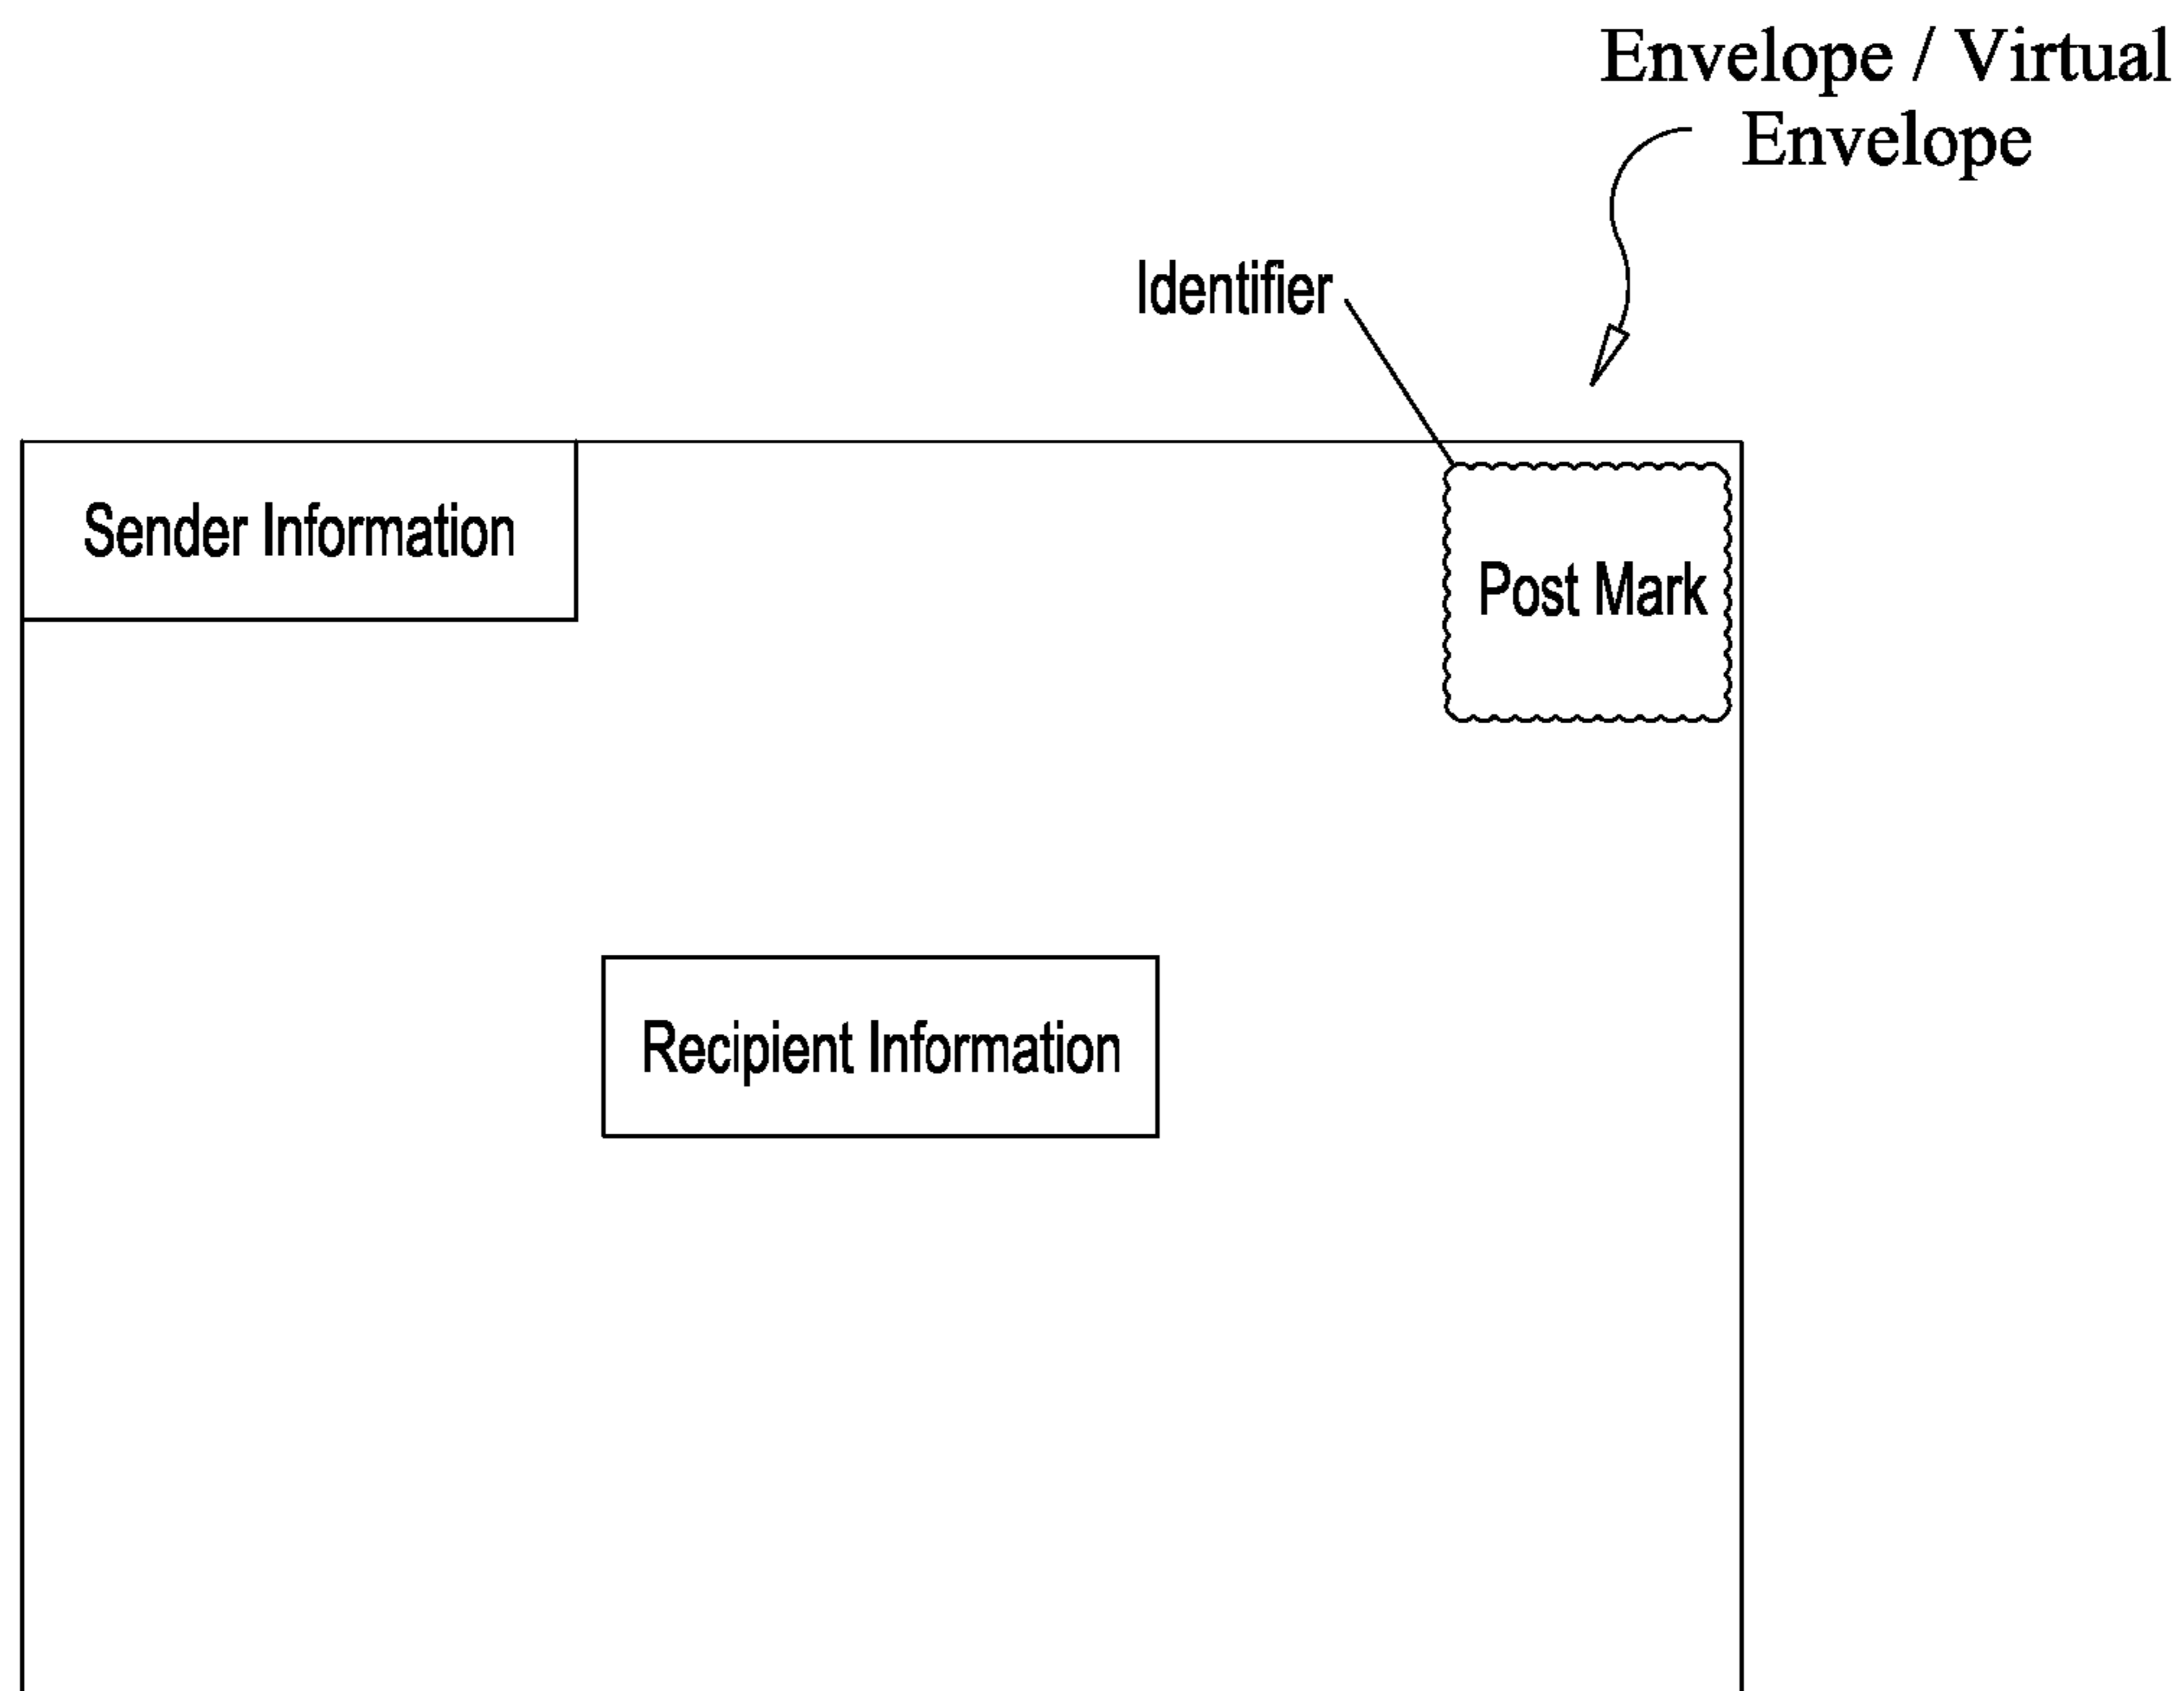 Envelope / Virtual
Envelope
Identifier
Sender Information
Post Mark
Recipient Information